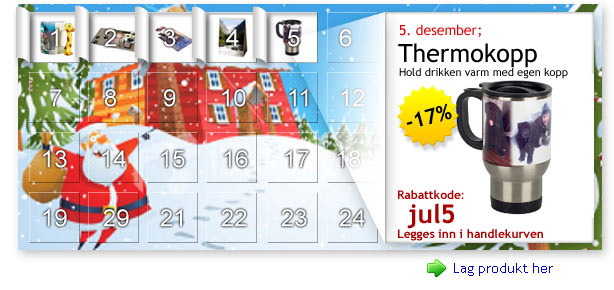 1 2 3 4 5 6
7 8 9 10 11 12
13 14 15 16 17 18
19 29 21 22 23 24
5. desember;
Thermokopp
Hold drikken varm med egen kopp
-17%
Rabattkode:
jul5
Legges inn i handlekurven
Lag produkt her